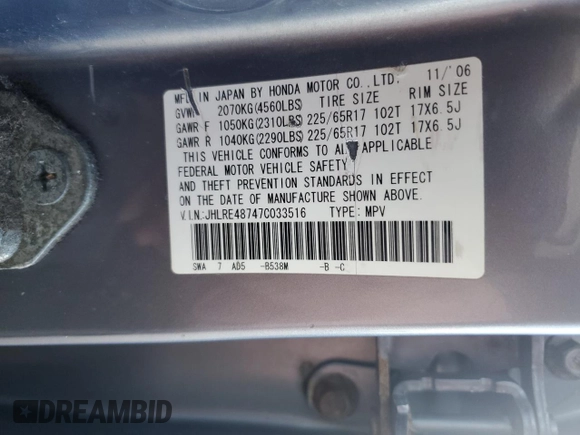 MFD. IN JAPAN BY HONDA MOTOR CO., LTD. 11/'06
GVWR 2070KG(4560LBS) TIRE SIZE RIM SIZE
GAWR F 1050KG(2310LBS) 225/65R17 102T 17X6.5J
GAWR R 1040KG(2290LBS) 225/65R17 102T 17X6.5J
THIS VEHICLE CONFORMS TO ALL APPLICABLE
FEDERAL MOTOR VEHICLE SAFETY
AND THEFT PREVENTION STANDARDS IN EFFECT
ON THE DATE OF MANUFACTURE SHOWN ABOVE.
V.I.N:JHLRE48747C033516 TYPE: MPV
SWA 7 AD5 -B538M -B -C
DREAMBID